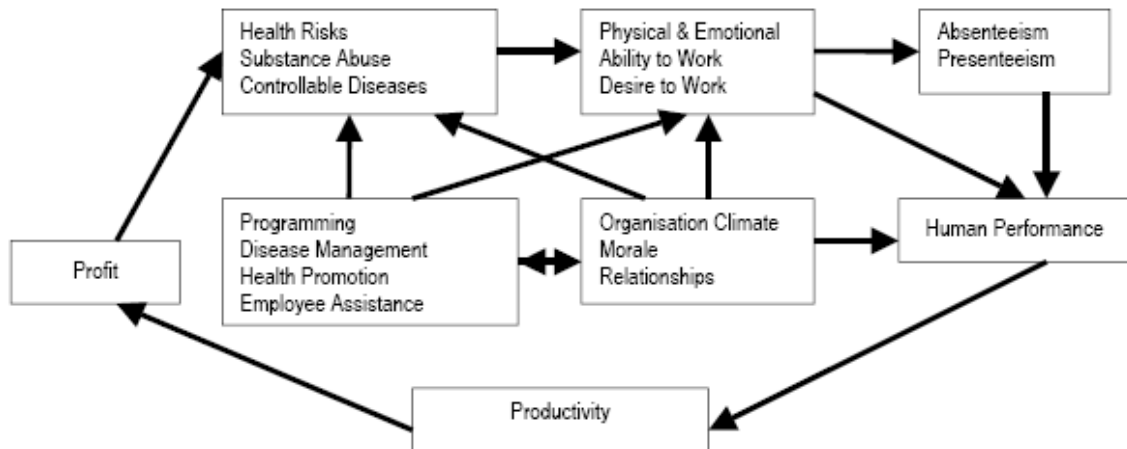 Health Risks
Substance Abuse
Controllable Diseases
Physical & Emotional
Ability to Work
Desire to Work
Absenteeism
Presenteeism
Profit
Programming
Disease Management
Health Promotion
Employee Assistance
Organisation Climate
Morale
Relationships
Human Performance
Productivity